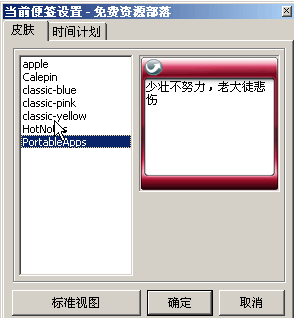 当前便签设置 - 免费资源部落
皮肤 时间计划
apple
Calepin
classic-blue
classic-pink
classic-yellow
PortableApps
少壮不努力，老大徒悲
伤
标准视图 确定 取消